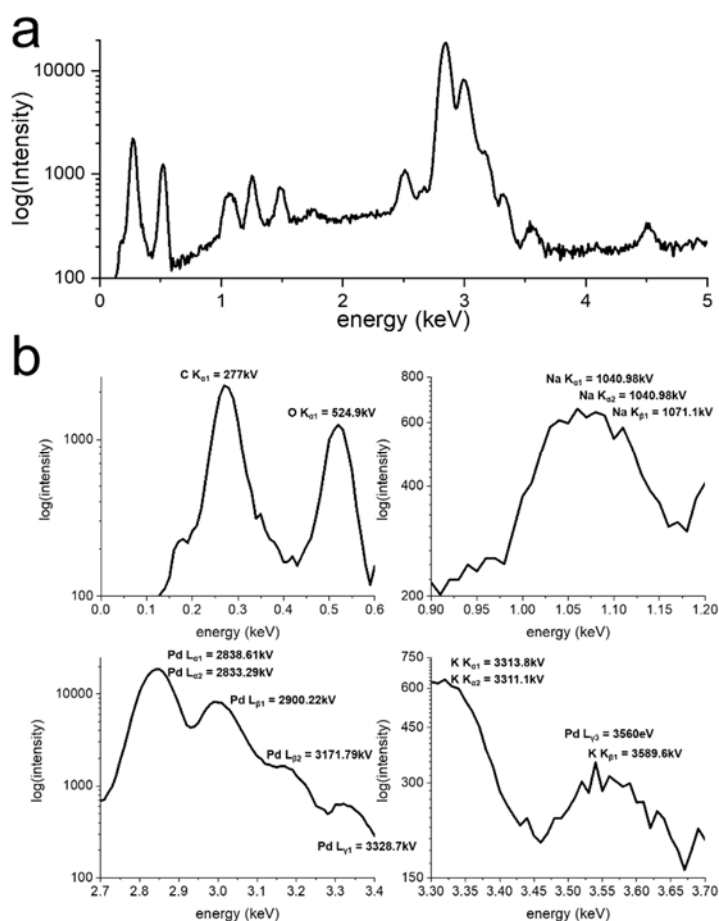 a
10000
1000
100
log(Intensity)
0 1 2 3 4 5
energy (keV)
b
C Kα1 = 277kV
O Kα1 = 524.9kV
1000
100
log(intensity)
0.0 0.1 0.2 0.3 0.4 0.5 0.6
energy (keV)
Na Kα1 = 1040.98kV
Na Kα2 = 1040.98kV
Na Kβ1 = 1071.1kV
800
600
400
200
log(intensity)
0.90 0.95 1.00 1.05 1.10 1.15 1.20
energy (keV)
Pd Lα1 = 2838.61kV
Pd Lα2 = 2833.29kV
Pd Lβ1 = 2900.22kV
Pd Lβ2 = 3171.79kV
Pd Lγ1 = 3328.7kV
10000
1000
100
log(intensity)
2.7 2.8 2.9 3.0 3.1 3.2 3.3 3.4
energy (keV)
K Kα1 = 3313.8kV
K Kα2 = 3311.1kV
Pd Lγ3 = 3560eV
K Kβ1 = 3589.6kV
750
600
450
300
150
log(intensity)
3.30 3.35 3.40 3.45 3.50 3.55 3.60 3.65 3.70
energy (keV)